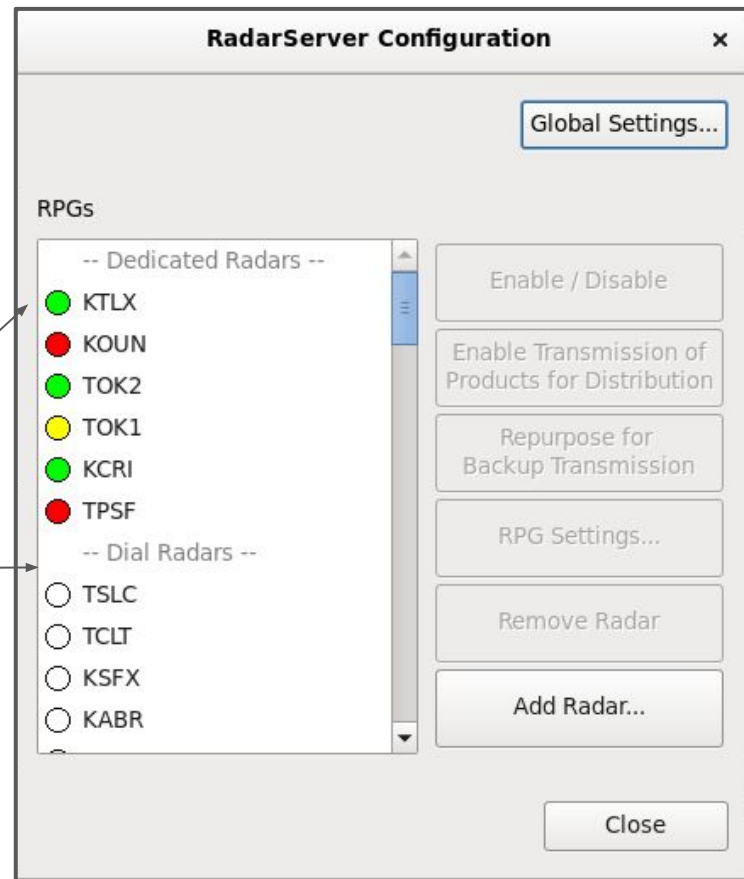 RadarServer Configuration ×
Global Settings...
RPGs
-- Dedicated Radars --
KTLX
KOUN
TOK2
TOK1
KCRI
TPSF
-- Dial Radars --
TSLC
TCLT
KSFX
KABR
Enable / Disable
Enable Transmission of
Products for Distribution
Repurpose for
Backup Transmission
RPG Settings...
Remove Radar
Add Radar...
Close